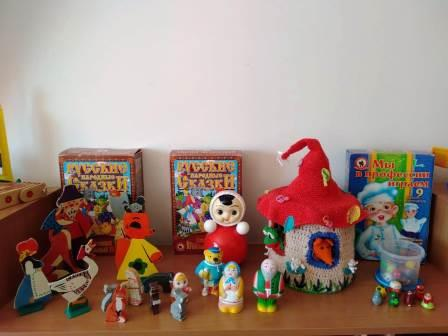 РУССКИЕ
НАРОДНЫЕ
СКАЗКИ
РУССКИЕ
НАРОДНЫЕ
СКАЗКИ
Мы
в профессии
играем